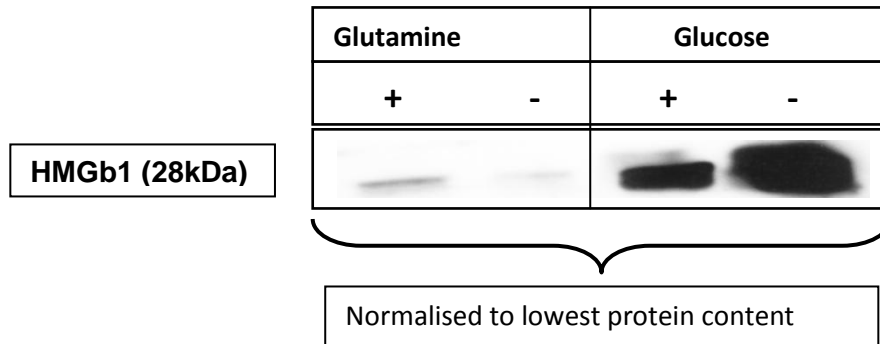 Glutamine Glucose
+ - + -
HMGb1 (28kDa)
Normalised to lowest protein content